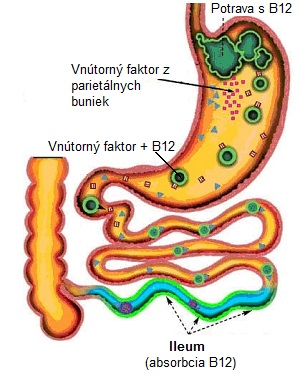 Potrava s B12
Vnútorný faktor z
parietálnych
buniek
Vnútorný faktor + B12
Ileum
(absorbcia B12)